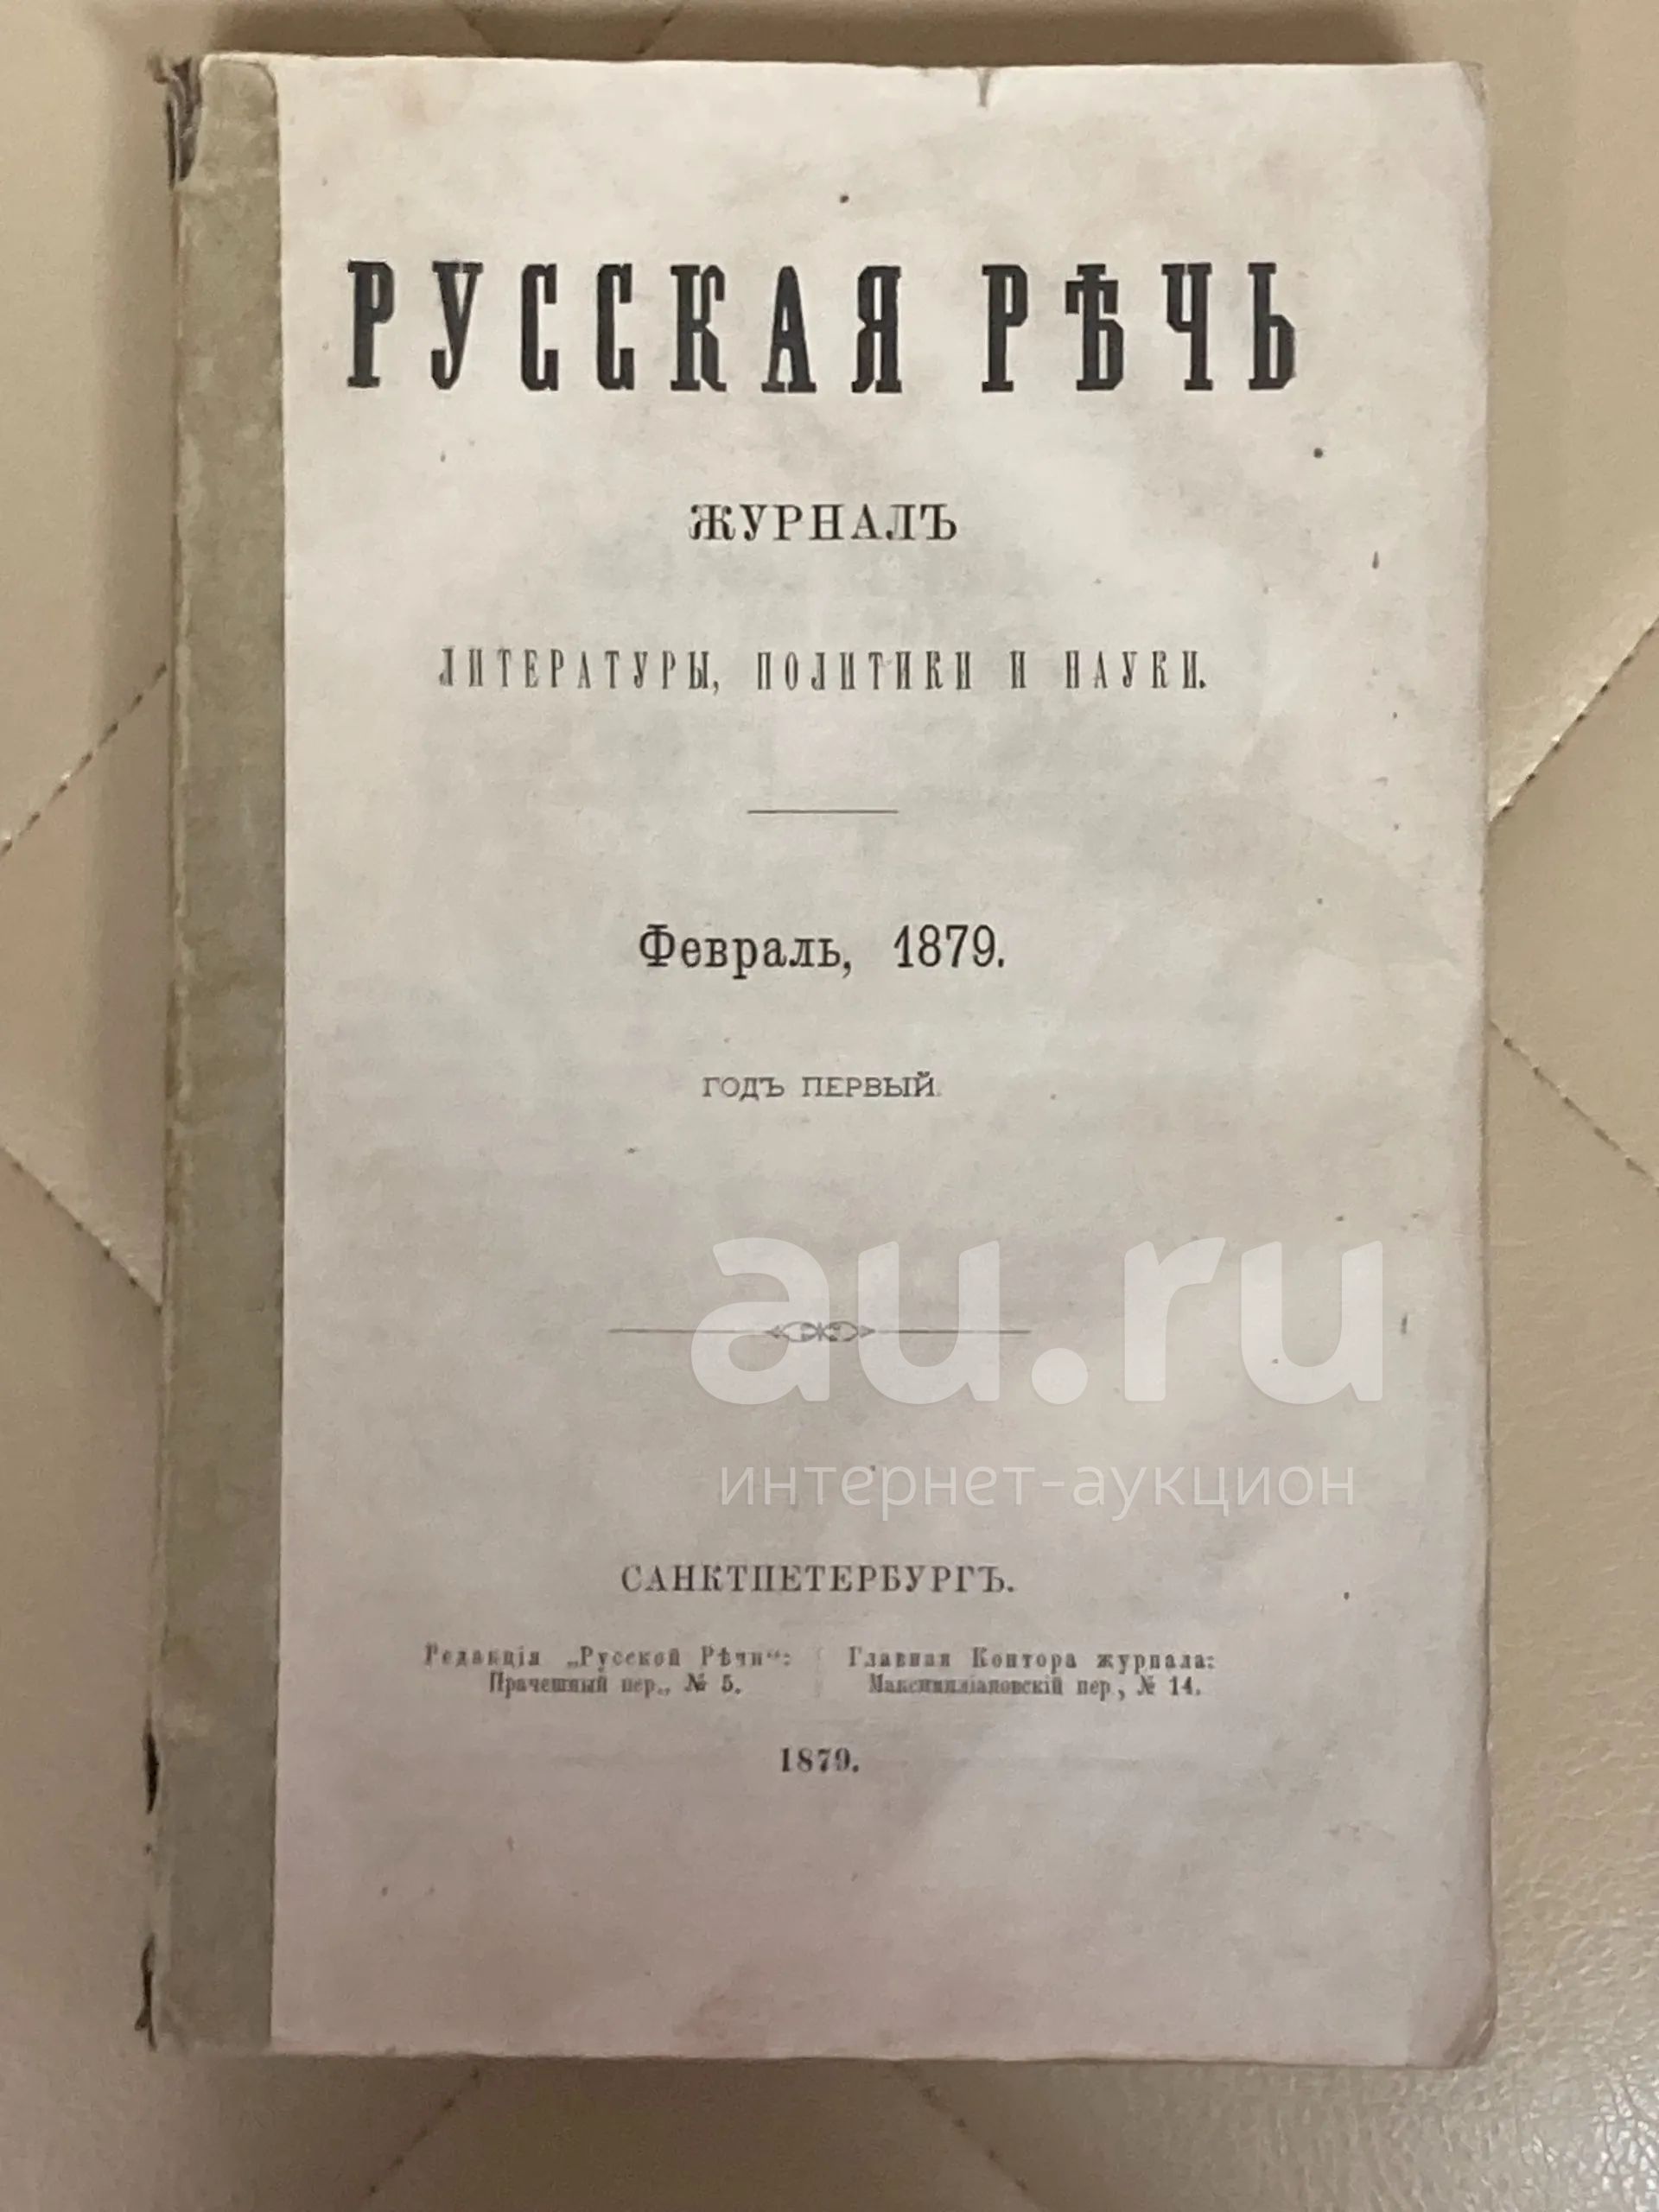 РУССКАЯ РѢЧЬ
ЖУРНАЛЪ
ЛИТЕРАТУРЫ, ПОЛИТИКИ И НАУКИ.
Февраль, 1879.
ГОДЪ ПЕРВЫЙ.
au.ru
интернет-аукцион
САНКТПЕТЕРБУРГЪ.
Редакція „Русской Рѣчи“: Главная Контора журнала:
Прачешный пер., № 5. Максимиліановскій пер., № 14.
1879.